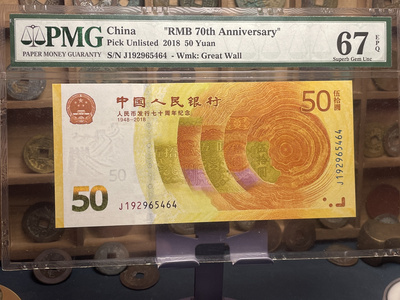 PMG
PAPER MONEY GUARANTY
China "RMB 70th Anniversary"
Pick Unlisted 2018 50 Yuan
S/N J192965464 - Wmk: Great Wall
67 EPQ
Superb Gem Unc
中国人民银行
人民币发行七十周年纪念
1948-2018
50
伍拾圆
J192965464
50
J192965464